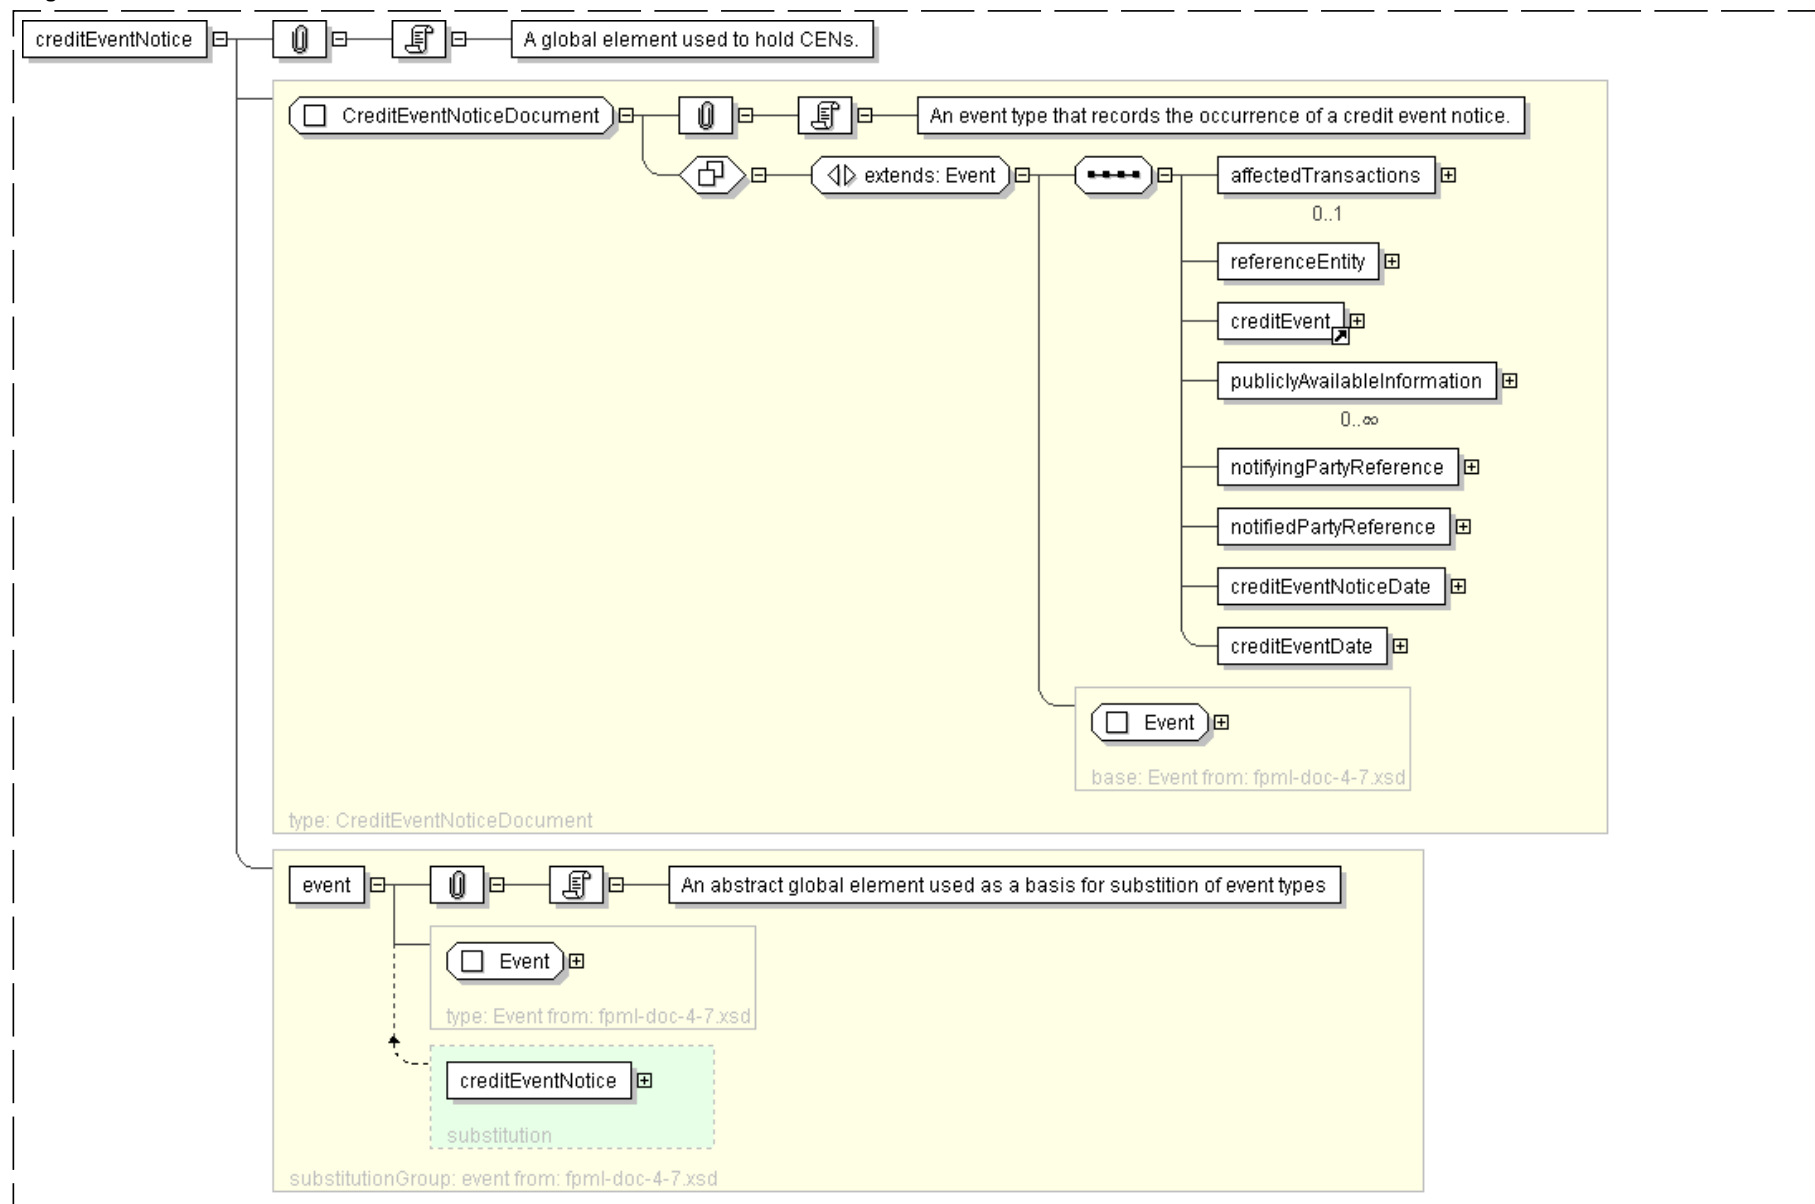 creditEventNotice
A global element used to hold CENs.
CreditEventNoticeDocument
An event type that records the occurrence of a credit event notice.
extends: Event
affectedTransactions
0..1
referenceEntity
creditEvent
publiclyAvailableInformation
0..∞
notifyingPartyReference
notifiedPartyReference
creditEventNoticeDate
creditEventDate
Event
base: Event from: fpml-doc-4-7.xsd
type: CreditEventNoticeDocument
event
An abstract global element used as a basis for substition of event types
Event
type: Event from: fpml-doc-4-7.xsd
creditEventNotice
substitution
substitutionGroup: event from: fpml-doc-4-7.xsd